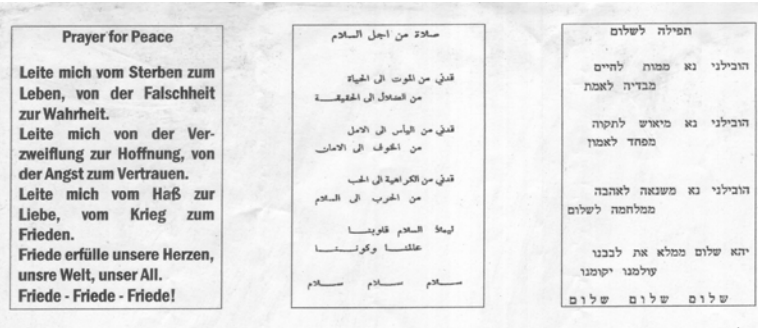 Prayer for Peace
Leite mich vom Sterben zum
Leben, von der Falschheit
zur Wahrheit.
Leite mich von der Ver-
zweiflung zur Hoffnung, von
der Angst zum Vertrauen.
Leite mich vom Haß zur
Liebe, vom Krieg zum
Frieden.
Friede erfülle unsere Herzen,
unsre Welt, unser All.
Friede - Friede - Friede!
صلاة من اجل السلام
قدني من الموت الى الحياة
من الضلال الى الحقيقة
قدني من اليأس الى الامل
من الخوف الى الامان
قدني من الكراهية الى الحب
من الحرب الى السلام
ليملأ السلام قلوبنا
عالمنا وكوننا
سلام سلام سلام
תפילה לשלום
הובילני נא ממות לחיים
מבדיה לאמת
הובילני נא מיאוש לתקוה
מפחד לאמון
הובילני נא משנאה לאהבה
ממלחמה לשלום
יהא שלום ממלא את לבבנו
עולמנו יקומנו
שלום שלום שלום